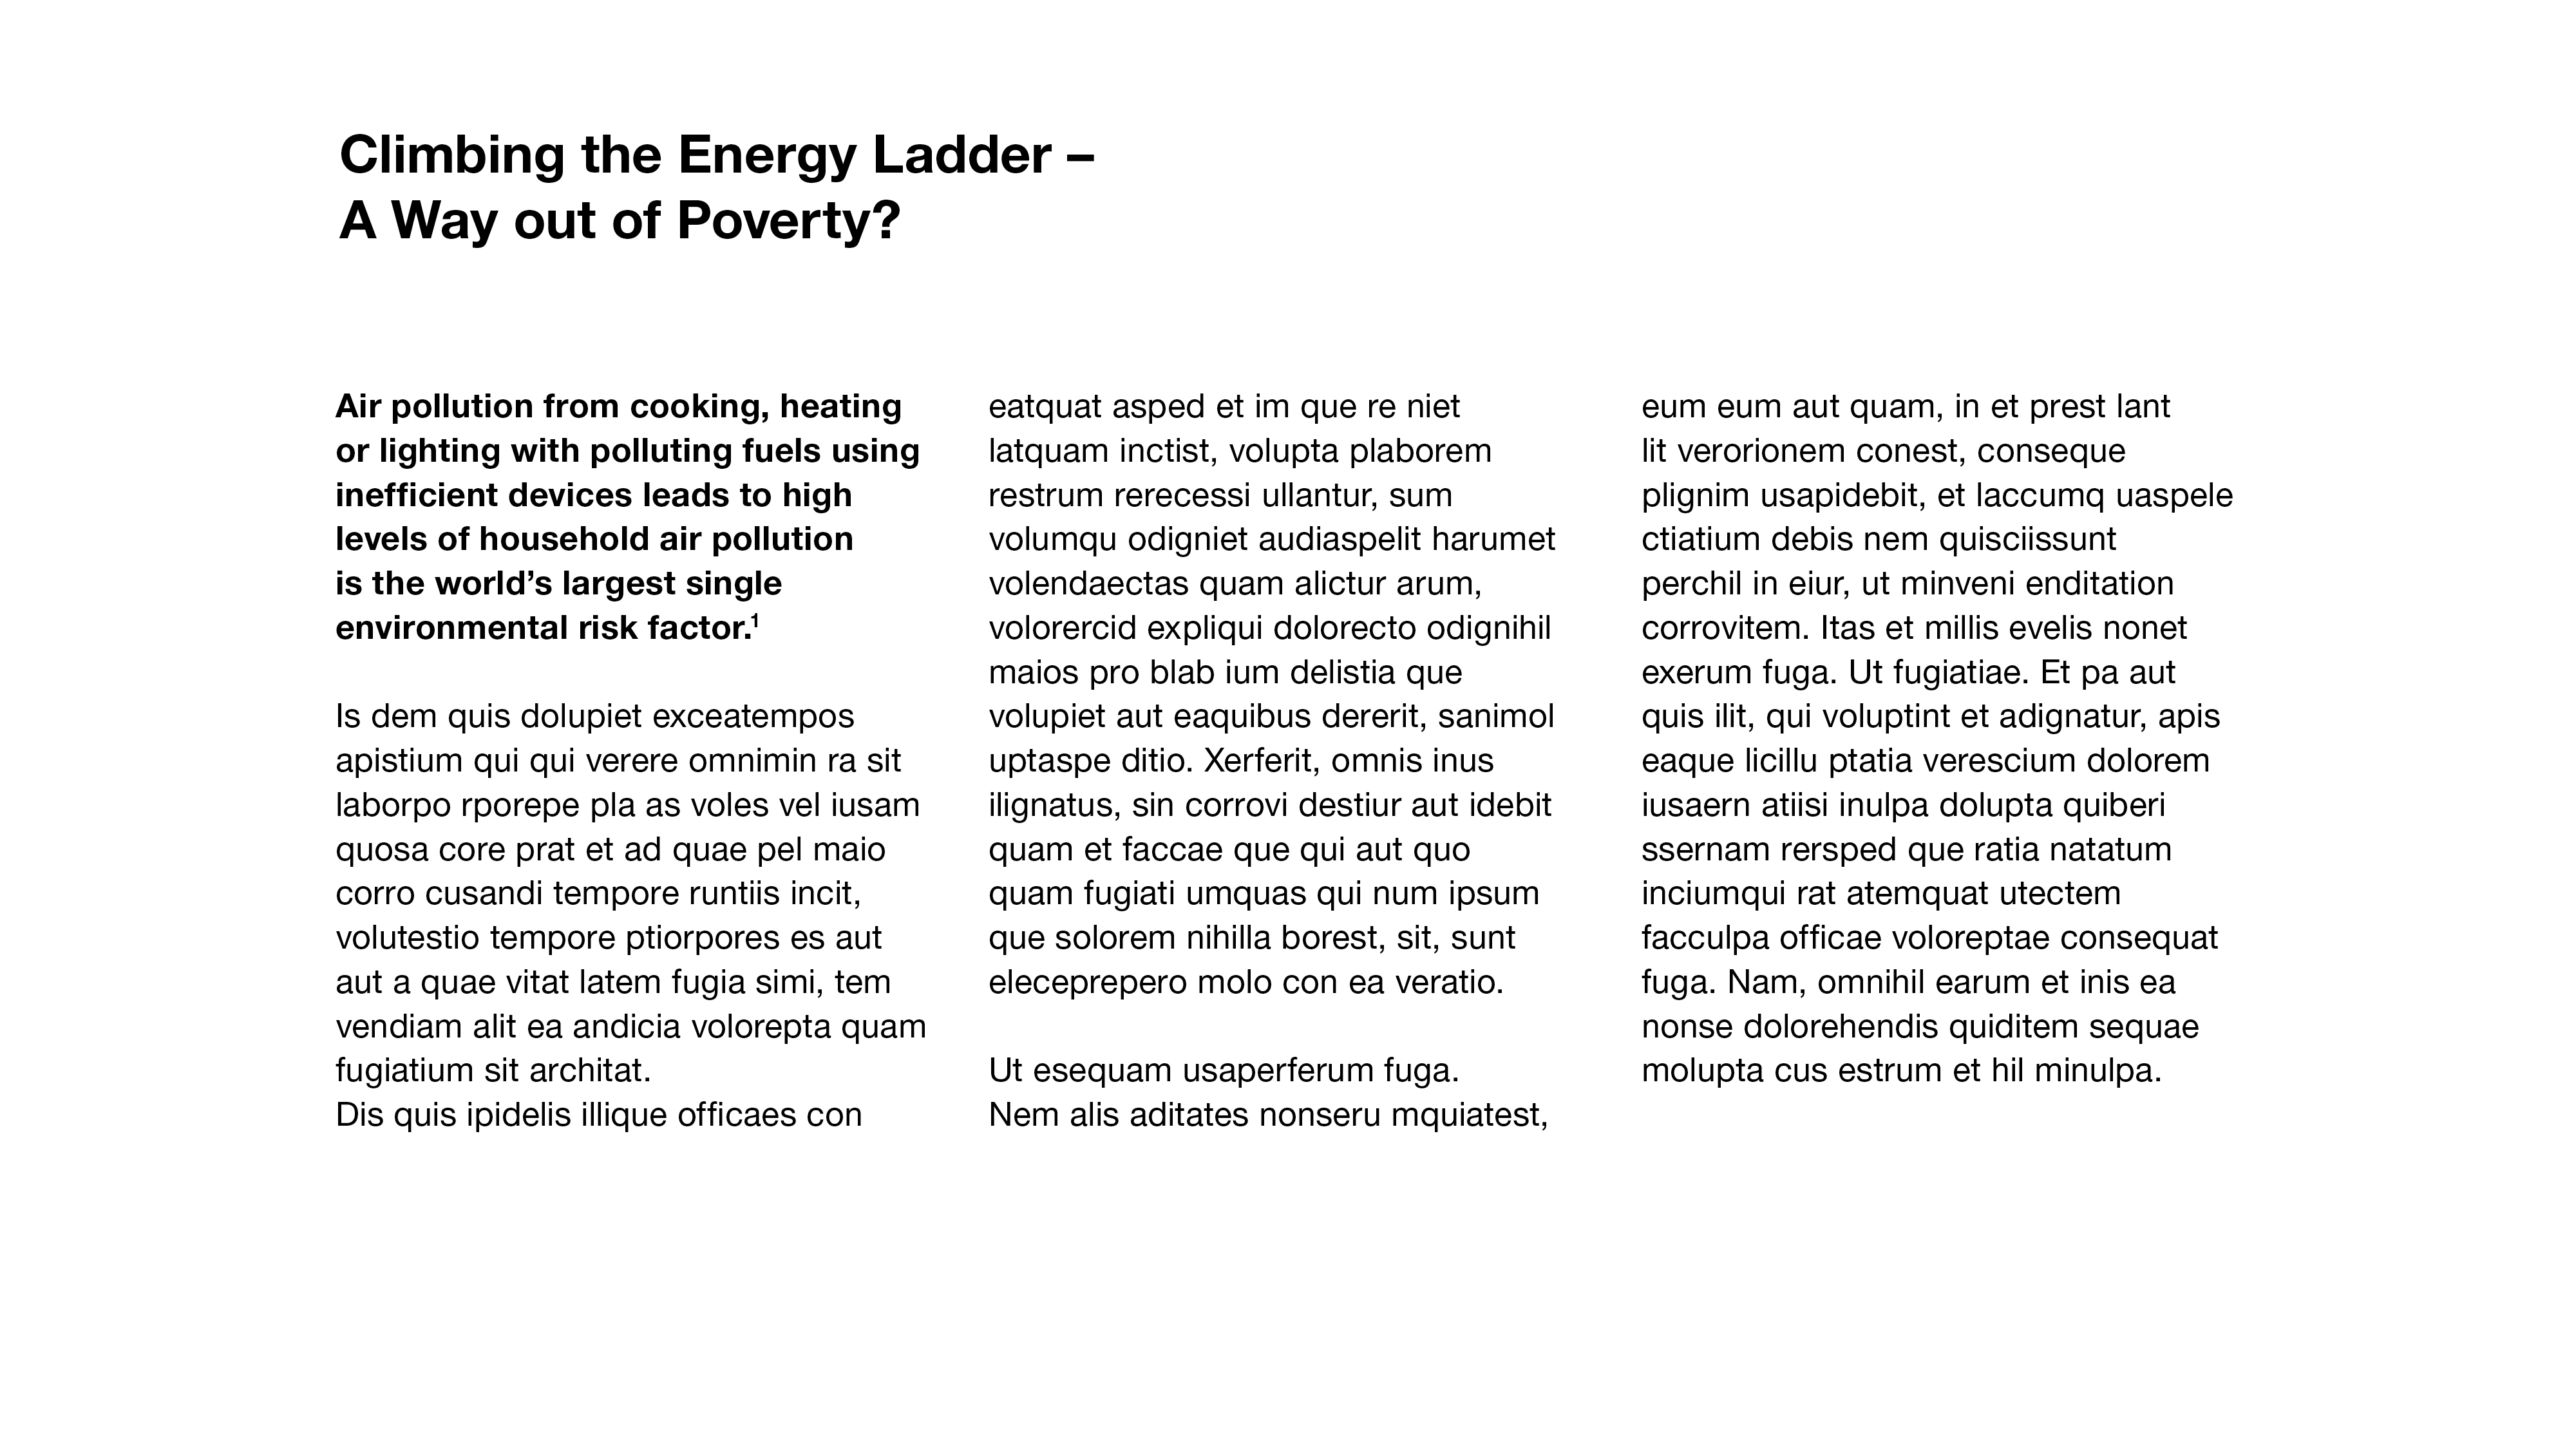 Climbing the Energy Ladder –
A Way out of Poverty?
Air pollution from cooking, heating
or lighting with polluting fuels using
inefficient devices leads to high
levels of household air pollution
is the world’s largest single
environmental risk factor.¹
Is dem quis dolupiet exceatempos
apistium qui qui verere omnimin ra sit
laborpo rporepe pla as voles vel iusam
quosa core prat et ad quae pel maio
corro cusandi tempore runtiis incit,
volutestio tempore ptiorpores es aut
aut a quae vitat latem fugia simi, tem
vendiam alit ea andicia volorepta quam
fugiatium sit architat.
Dis quis ipidelis illique officaes con
eatquat asped et im que re niet
latquam inctist, volupta plaborem
restrum rerecessi ullantur, sum
volumqu odigniet audiaspelit harumet
volendaectas quam alictur arum,
volorercid expliqui dolorecto odignihil
maios pro blab ium delistia que
volupiet aut eaquibus dererit, sanimol
uptaspe ditio. Xerferit, omnis inus
ilignatus, sin corrovi destiur aut idebit
quam et faccae que qui aut quo
quam fugiati umquas qui num ipsum
que solorem nihilla borest, sit, sunt
eleceprepero molo con ea veratio.
Ut esequam usaperferum fuga.
Nem alis aditates nonseru mquiatest,
eum eum aut quam, in et prest lant
lit verorionem conest, conseque
plignim usapidebit, et laccumq uaspele
ctiatium debis nem quisciissunt
perchil in eiur, ut minveni enditation
corrovitem. Itas et millis evelis nonet
exerum fuga. Ut fugiatiae. Et pa aut
quis ilit, qui voluptint et adignatur, apis
eaque licillu ptatia verescium dolorem
iusaern atiisi inulpa dolupta quiberi
ssernam rersped que ratia natatum
inciumqui rat atemquat utectem
facculpa officae voloreptae consequat
fuga. Nam, omnihil earum et inis ea
nonse dolorehendis quiditem sequae
molupta cus estrum et hil minulpa.